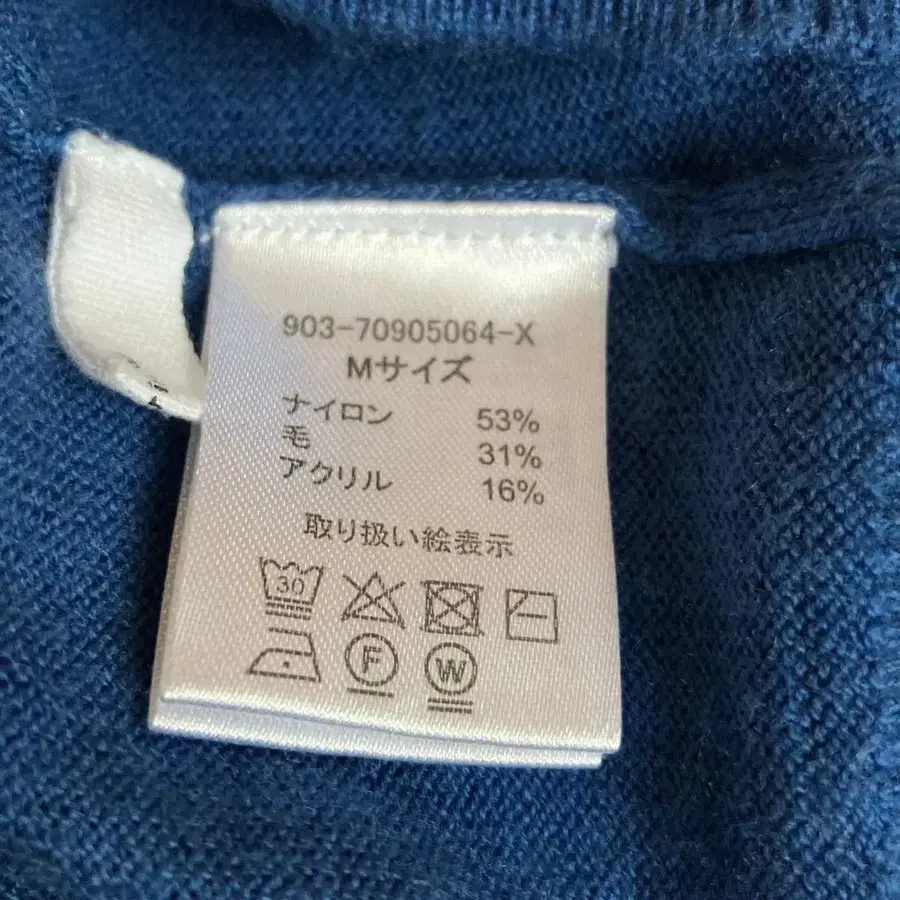 903-70905064-X
Mサイズ
ナイロン 53%
毛 31%
アクリル 16%
取り扱い絵表示
30
F W